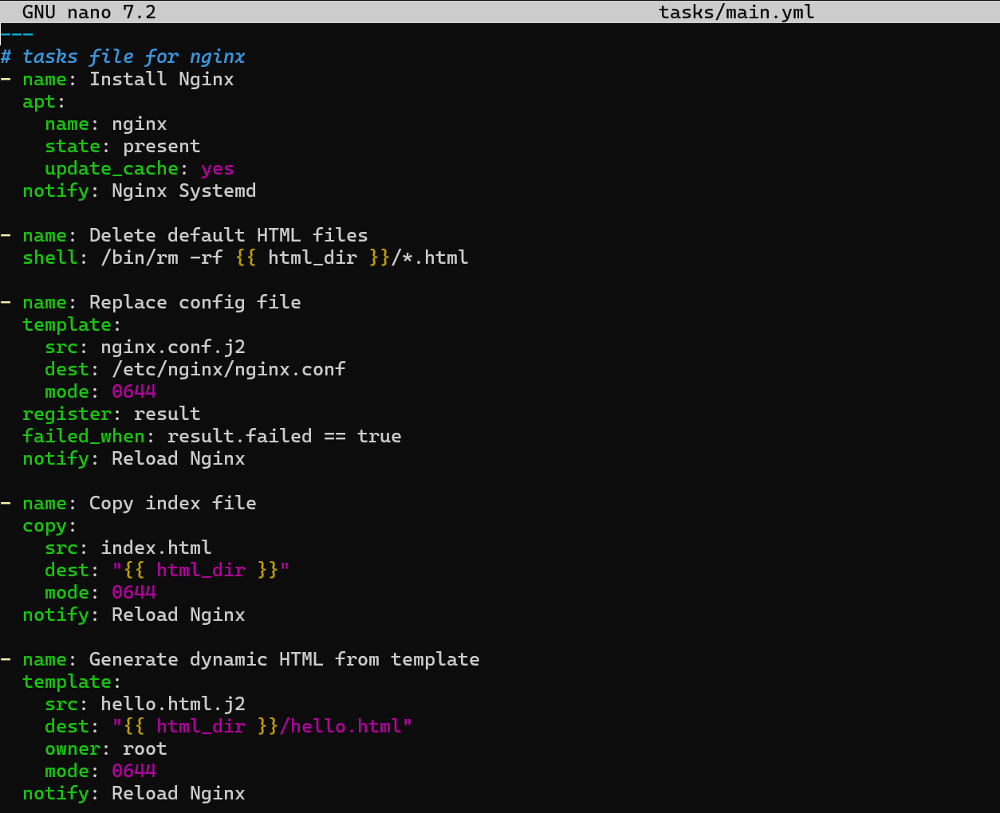 GNU nano 7.2 tasks/main.yml
---
# tasks file for nginx
- name: Install Nginx
  apt:
    name: nginx
    state: present
    update_cache: yes
  notify: Nginx Systemd

- name: Delete default HTML files
  shell: /bin/rm -rf {{ html_dir }}/*.html

- name: Replace config file
  template:
    src: nginx.conf.j2
    dest: /etc/nginx/nginx.conf
    mode: 0644
  register: result
  failed_when: result.failed == true
  notify: Reload Nginx

- name: Copy index file
  copy:
    src: index.html
    dest: "{{ html_dir }}"
    mode: 0644
  notify: Reload Nginx

- name: Generate dynamic HTML from template
  template:
    src: hello.html.j2
    dest: "{{ html_dir }}/hello.html"
    owner: root
    mode: 0644
  notify: Reload Nginx